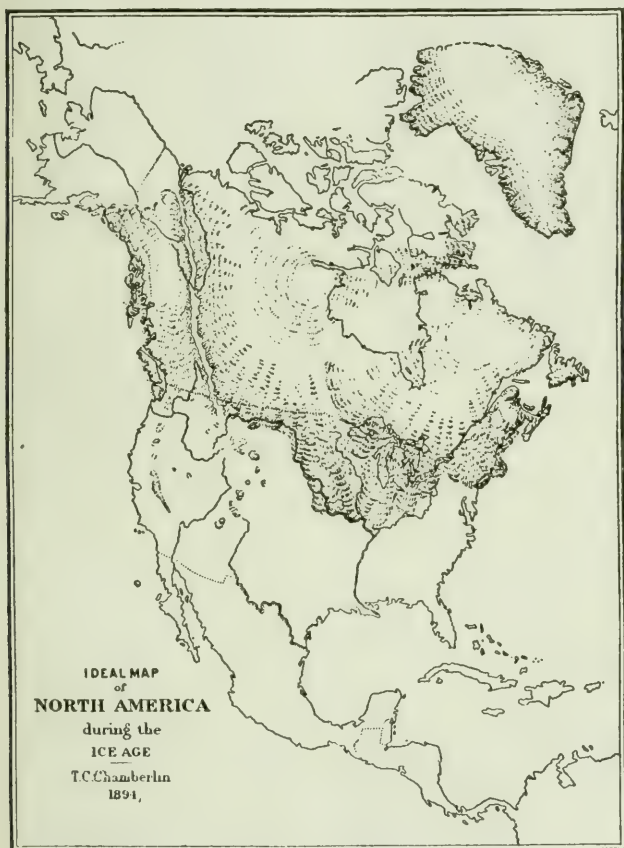 IDEAL MAP
of
NORTH AMERICA
during the
ICE AGE
T.C.Chamberlin
1894,